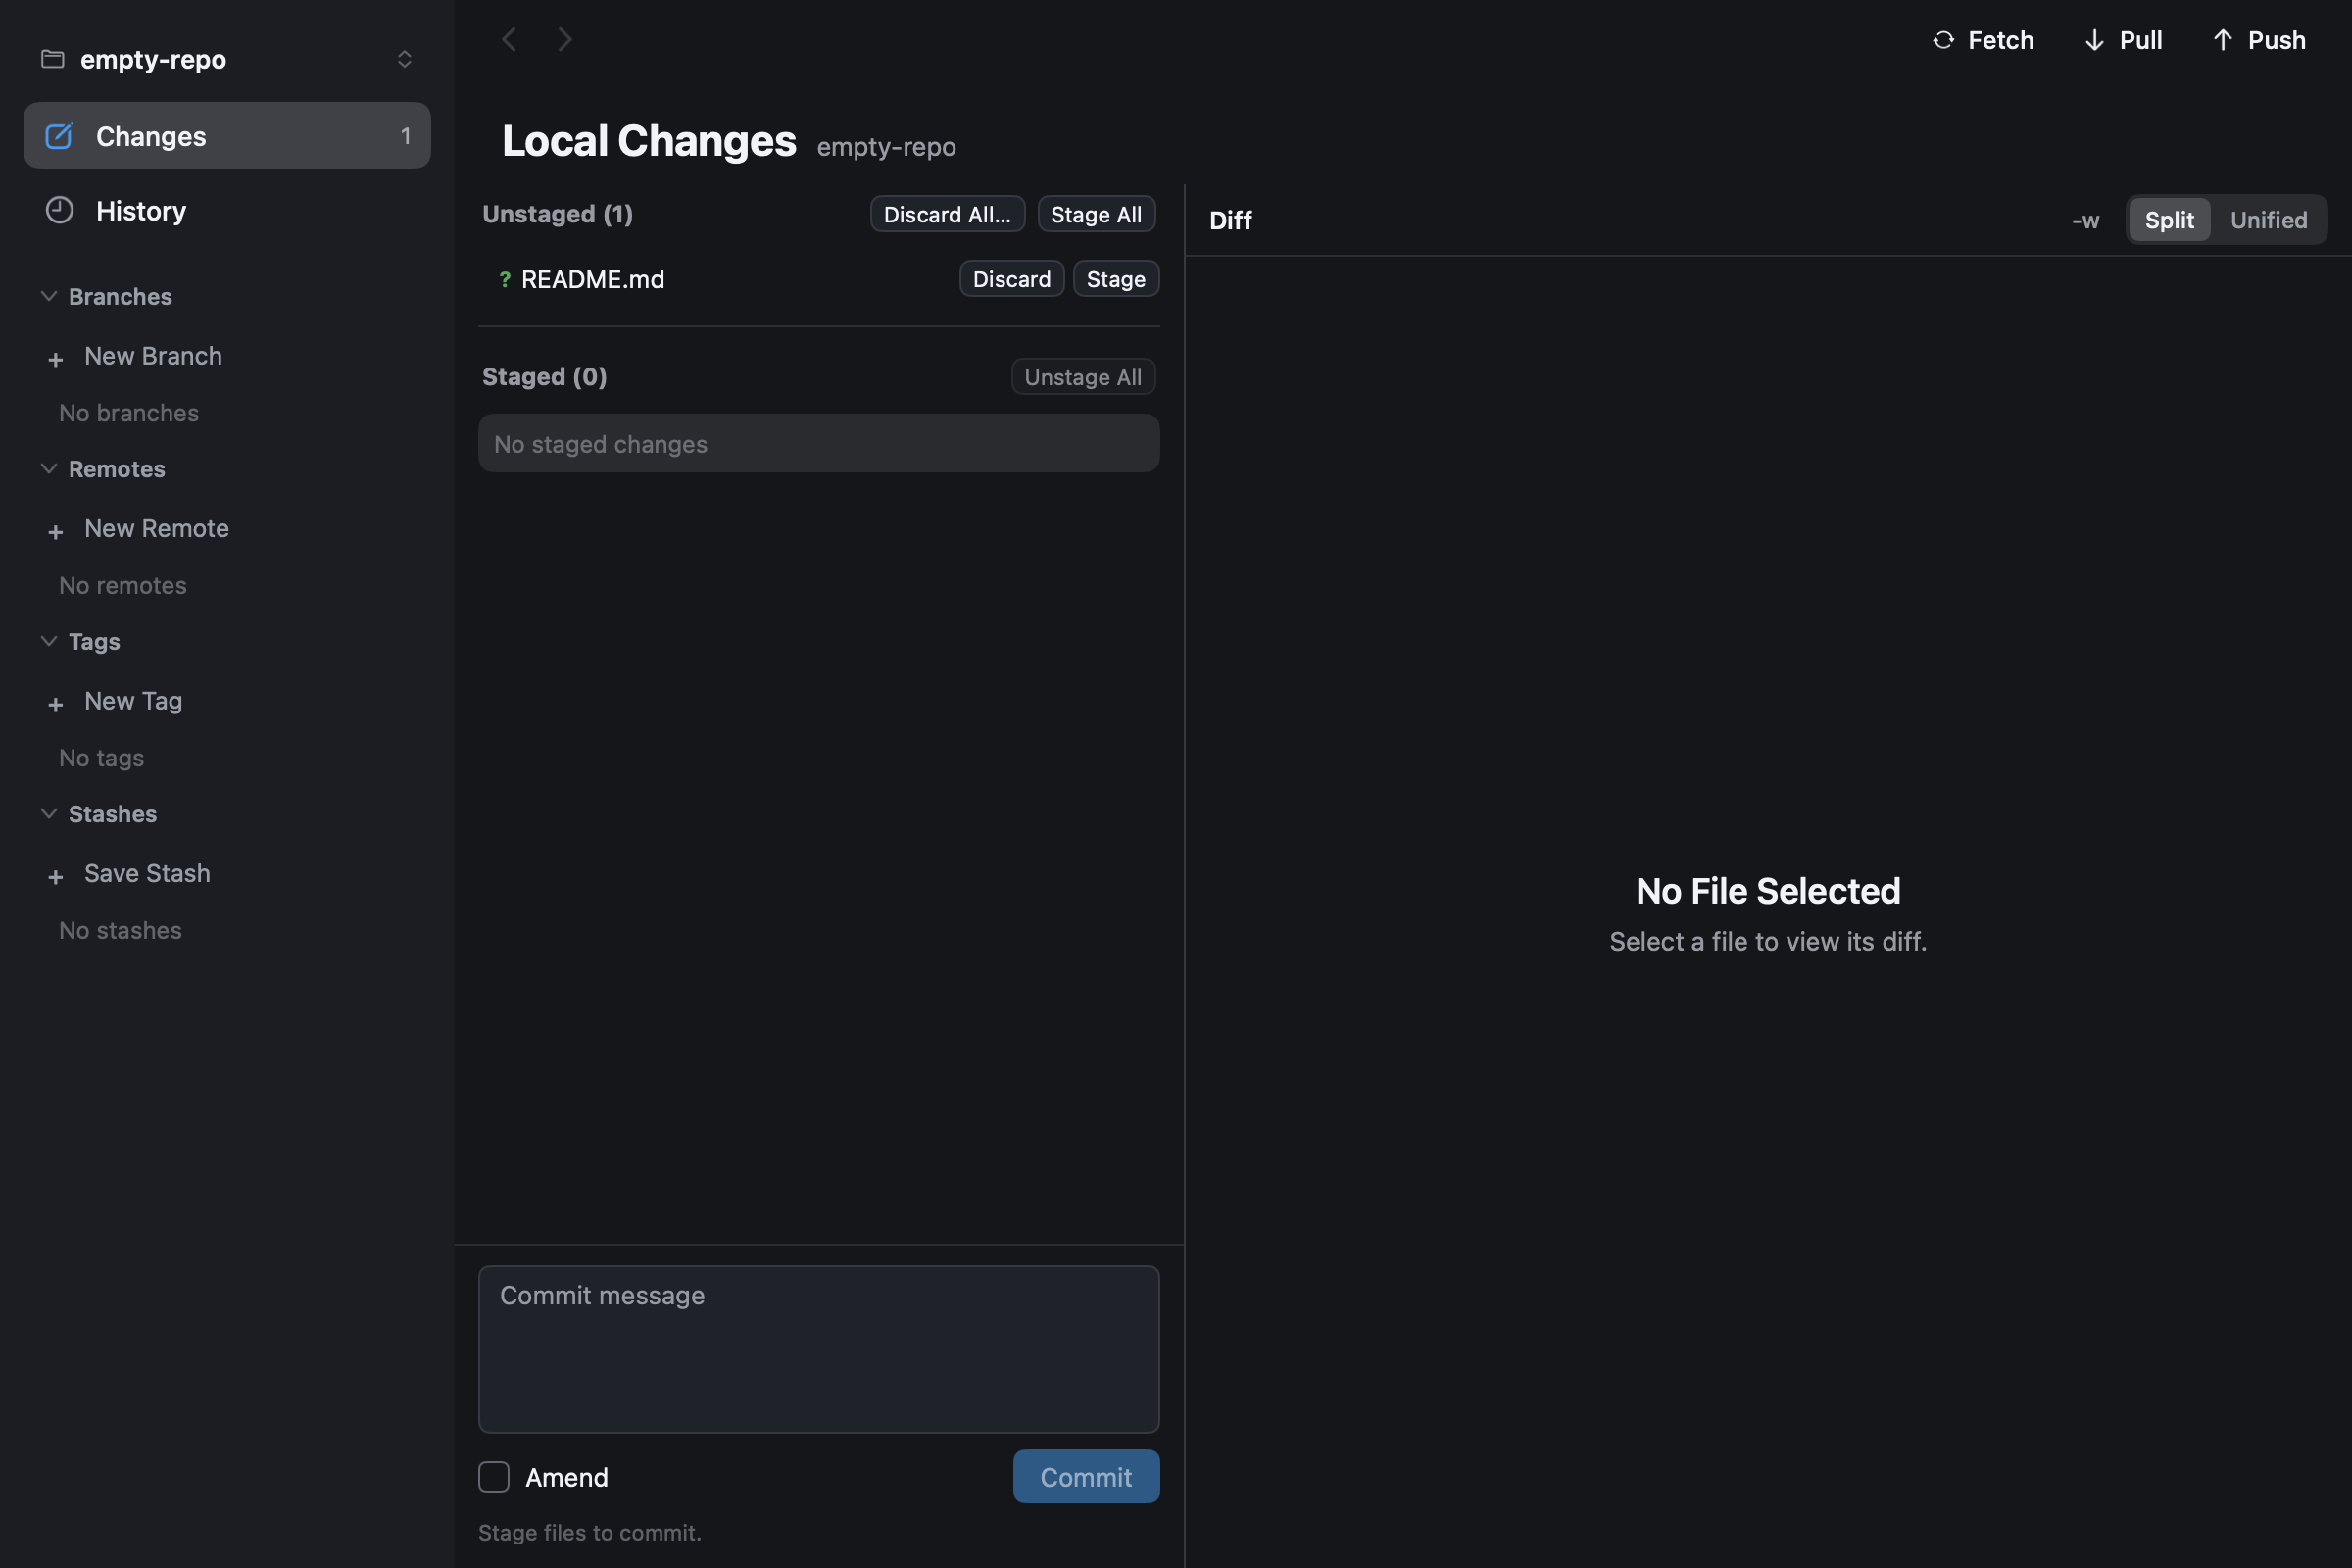 empty-repo
Changes 1
History
Branches
+ New Branch
No branches
Remotes
+ New Remote
No remotes
Tags
+ New Tag
No tags
Stashes
+ Save Stash
No stashes
Fetch Pull Push
Local Changes empty-repo
Unstaged (1) Discard All... Stage All
? README.md Discard Stage
Staged (0) Unstage All
No staged changes
Commit message
Amend Commit
Stage files to commit.
Diff -w Split Unified
No File Selected
Select a file to view its diff.